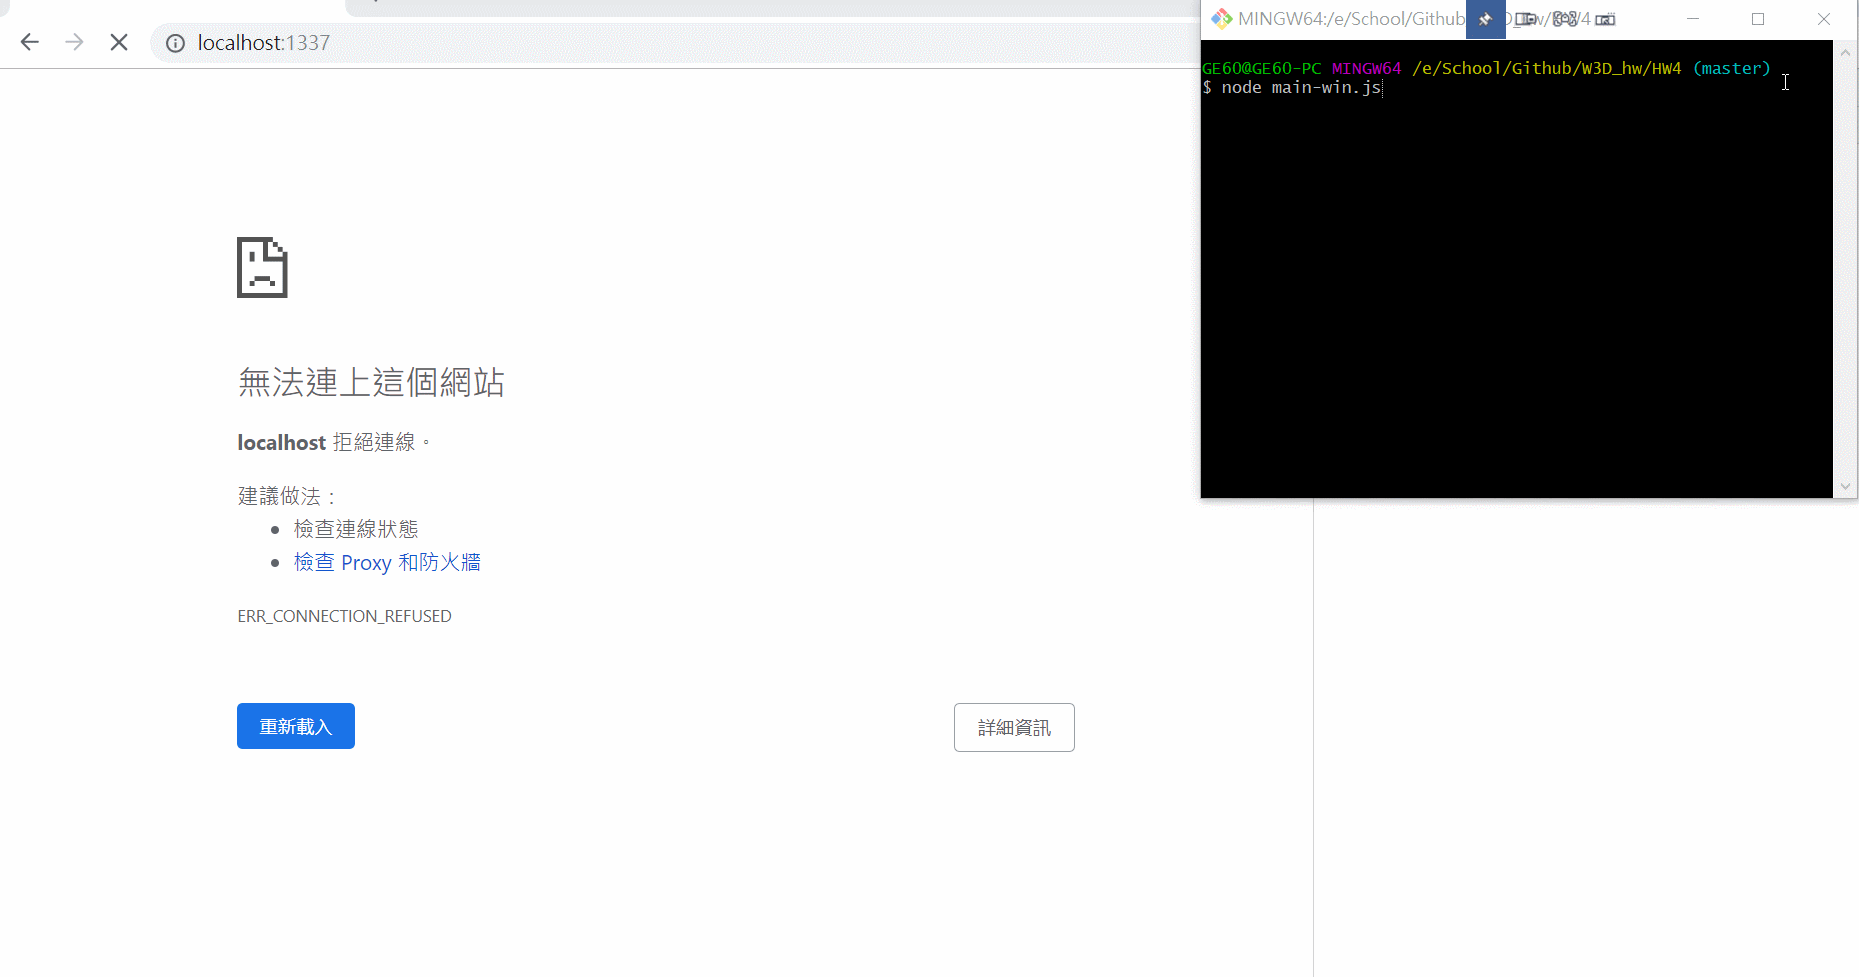 localhost:1337
無法連上這個網站
localhost 拒絕連線。
建議做法：
檢查連線狀態
檢查 Proxy 和防火牆
ERR_CONNECTION_REFUSED
重新載入
詳細資訊
MINGW64:/e/School/Github
GE60@GE60-PC MINGW64 /e/School/Github/W3D_hw/HW4 (master)
$ node main-win.js